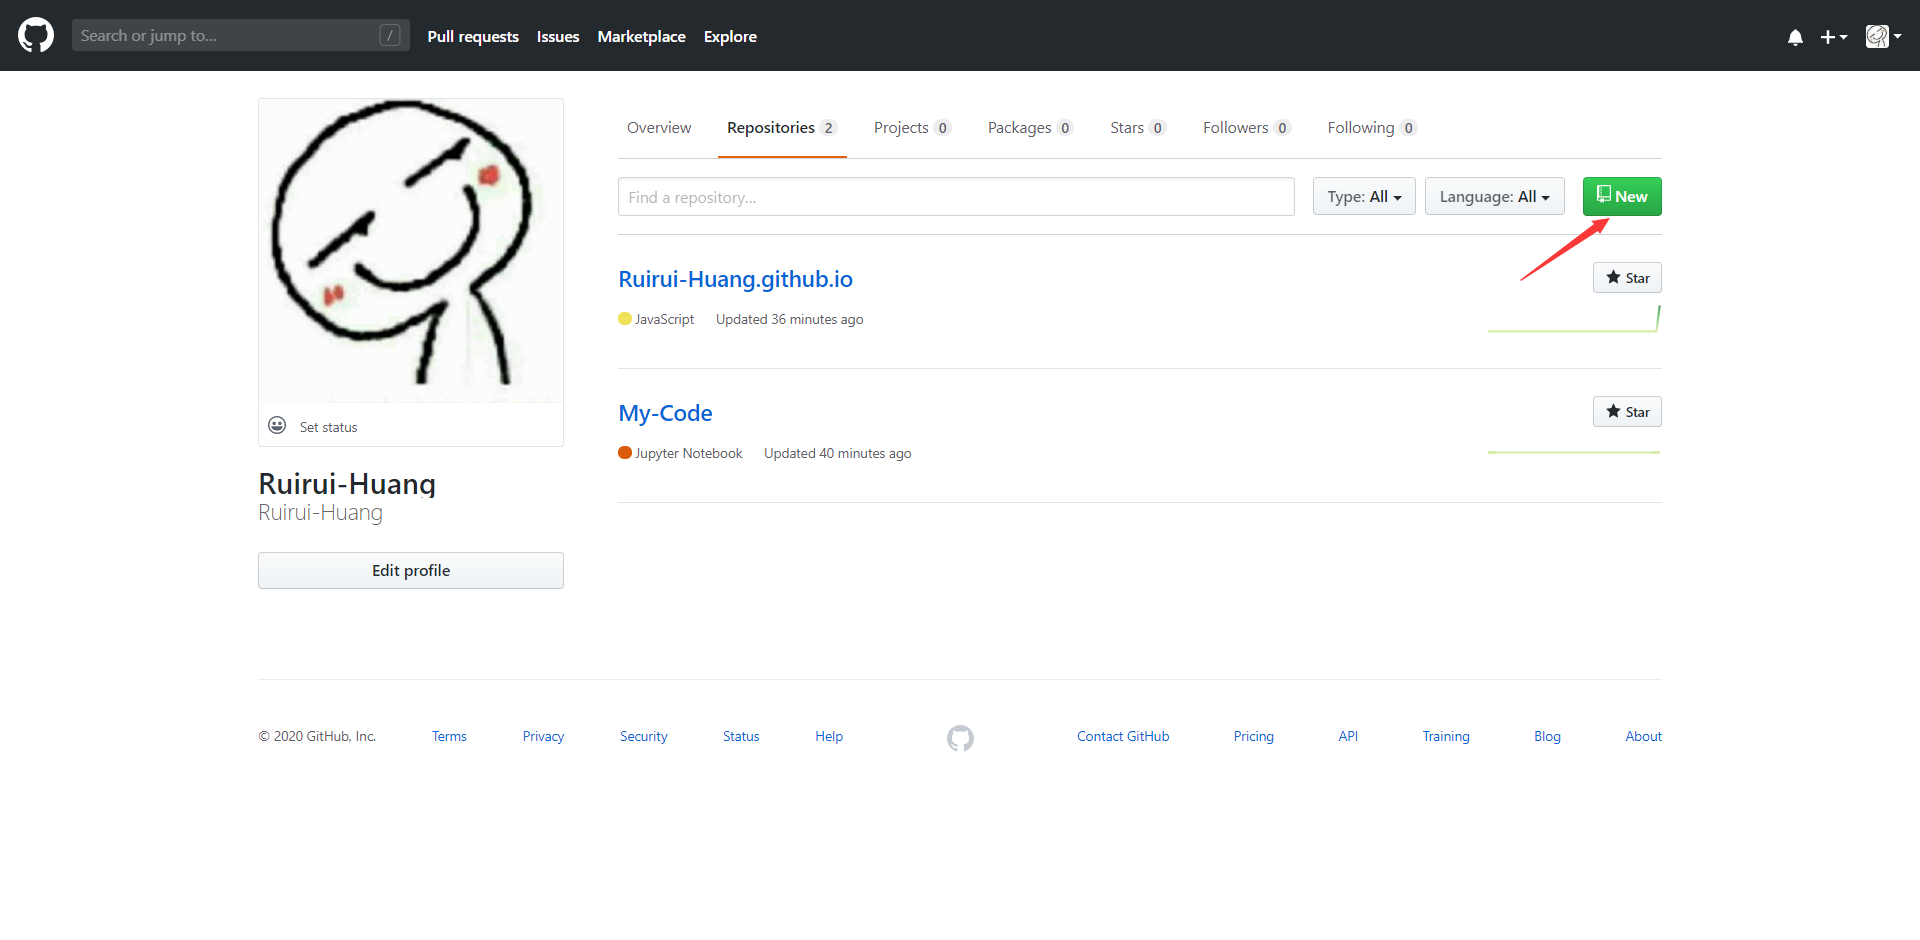 Search or jump to... / Pull requests Issues Marketplace Explore
Overview Repositories 2 Projects 0 Packages 0 Stars 0 Followers 0 Following 0
Find a repository... Type: All Language: All New
Ruirui-Huang.github.io Star
JavaScript Updated 36 minutes ago
My-Code Star
Jupyter Notebook Updated 40 minutes ago
Set status
Ruirui-Huang
Ruirui-Huang
Edit profile
© 2020 GitHub, Inc. Terms Privacy Security Status Help Contact GitHub Pricing API Training Blog About